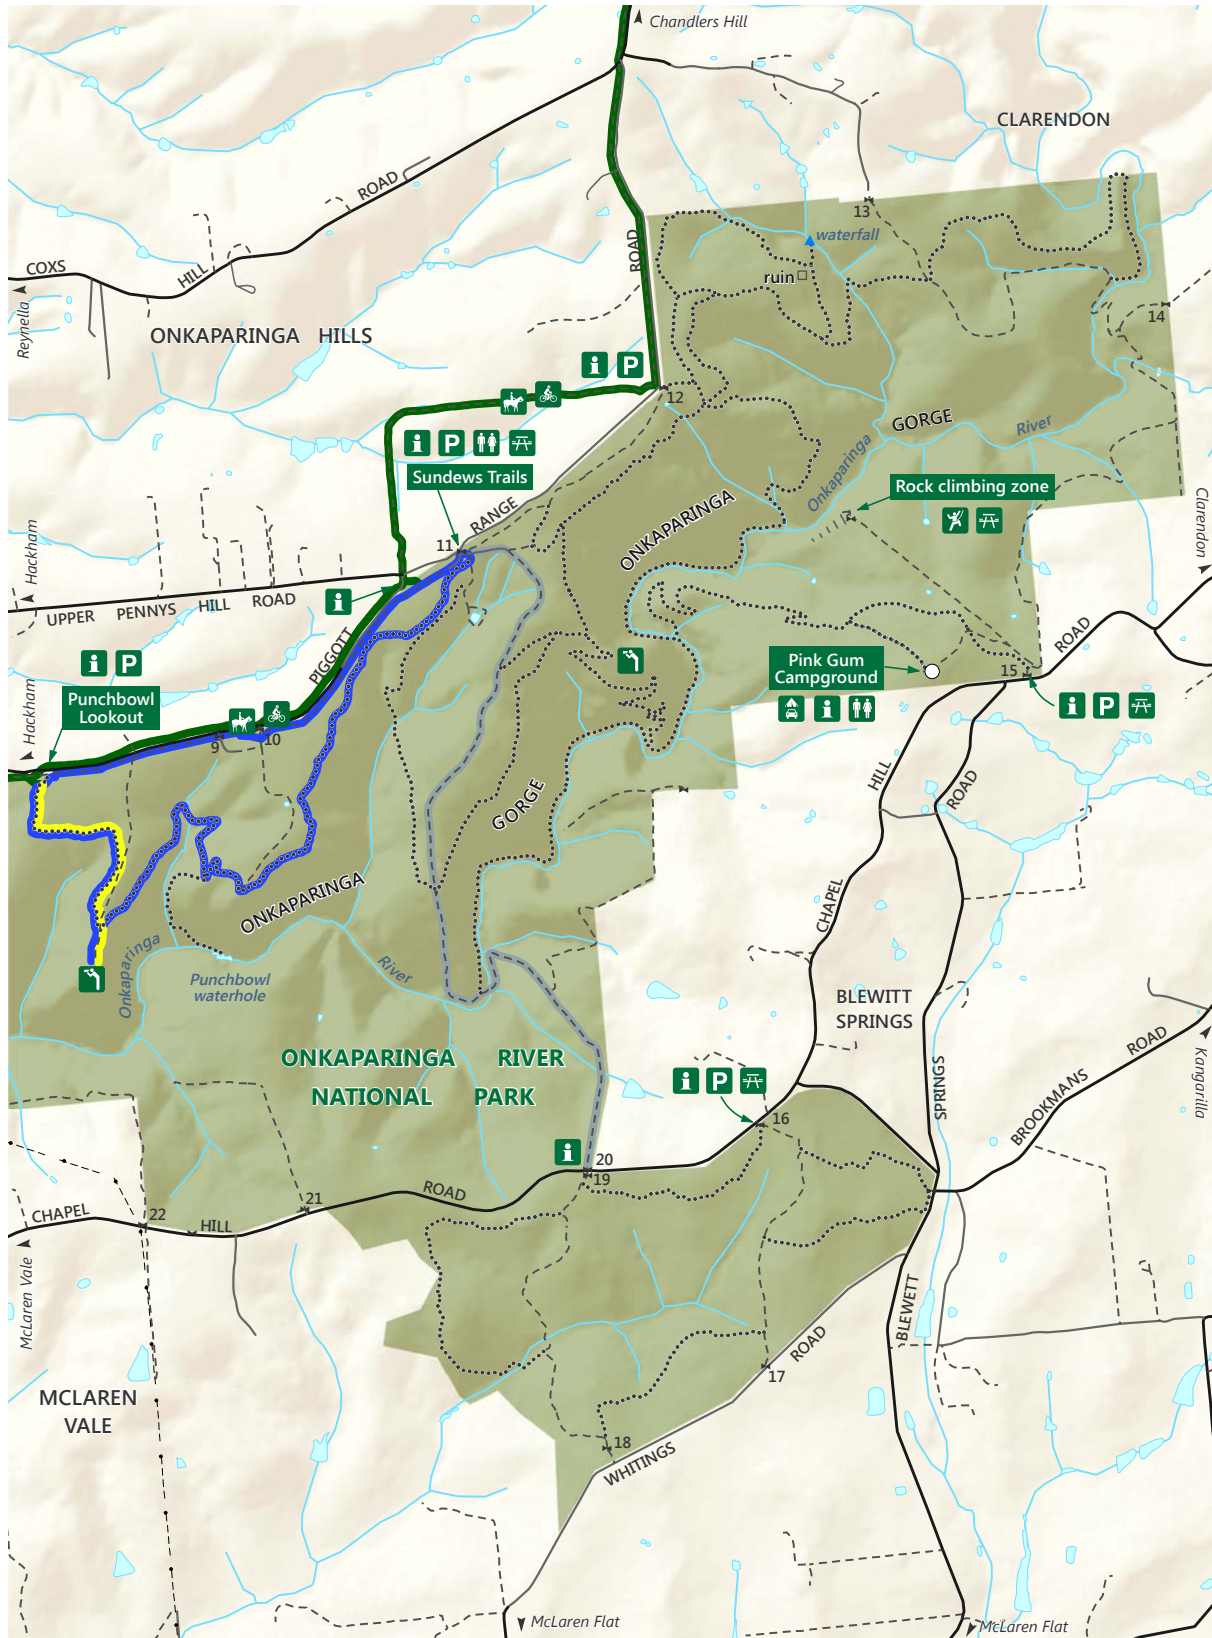 Chandlers Hill
CLARENDON
ROAD
13
waterfall
ROAD
COXS
HILL
ruin
Reynella
14
ONKAPARINGA HILLS
i P
12
GORGE
River
i P
Sundews Trails
Onkaparinga
Rock climbing zone
ONKAPARINGA
RANGE
Clarendon
Hackham
11
UPPER PENNYS HILL ROAD
i
PIGGOTT
ROAD
i P
Pink Gum
Campground
15
Punchbowl
Lookout
i
i P
Hackham
9
10
HILL
ROAD
GORGE
ONKAPARINGA
CHAPEL
Onkaparinga
River
Punchbowl
waterhole
BLEWITT
SPRINGS
ONKAPARINGA RIVER
NATIONAL PARK
ROAD
Kangarilla
SPRINGS
BROOKMANS
i P
16
i
20
19
ROAD
21
CHAPEL
22
HILL
McLaren Vale
BLEWETT
ROAD
17
MCLAREN
VALE
18
WHITINGS
McLaren Flat
McLaren Flat